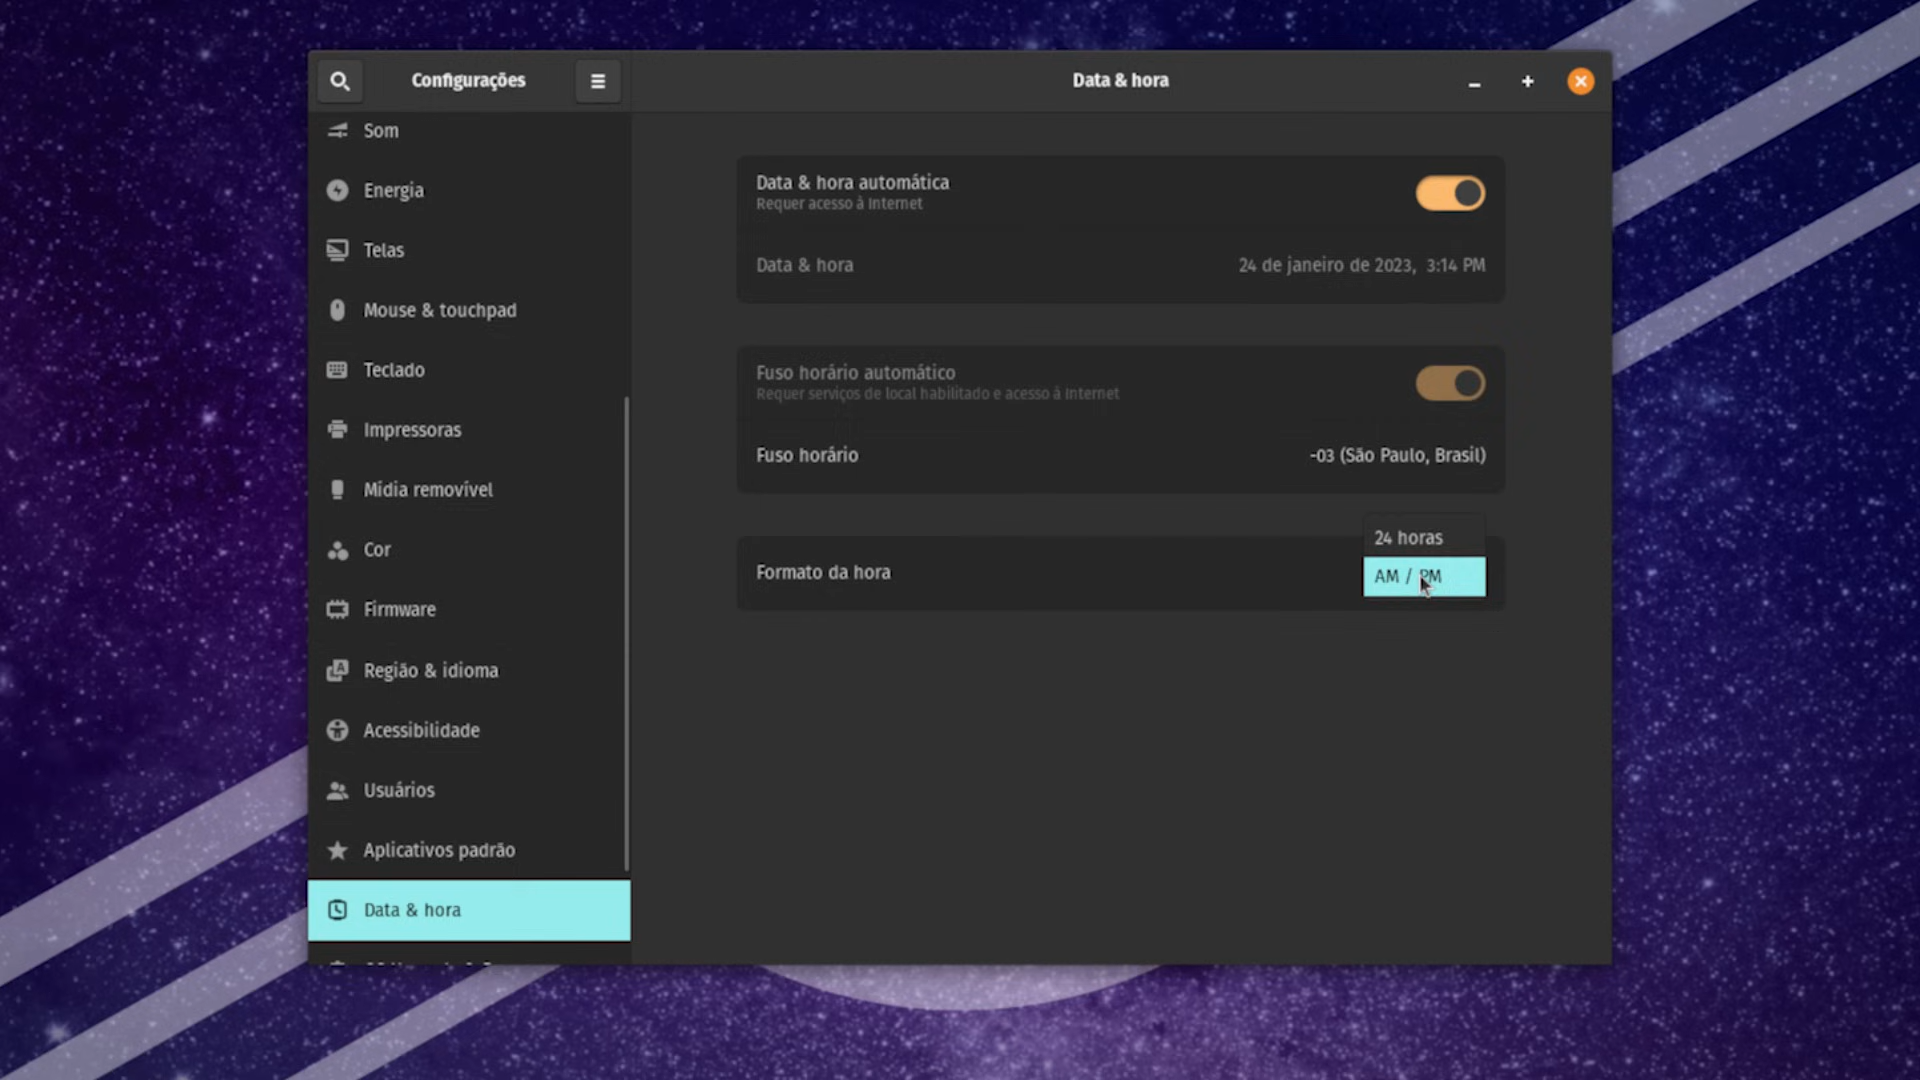 Configurações
Data & hora
Som
Energia
Telas
Mouse & touchpad
Teclado
Impressoras
Mídia removível
Cor
Firmware
Região & idioma
Acessibilidade
Usuários
Aplicativos padrão
Data & hora
Data & hora automática
Requer acesso à Internet
Data & hora
24 de janeiro de 2023, 3:14 PM
Fuso horário automático
Requer serviços de local habilitado e acesso à Internet
Fuso horário
-03 (São Paulo, Brasil)
Formato da hora
24 horas
AM / PM